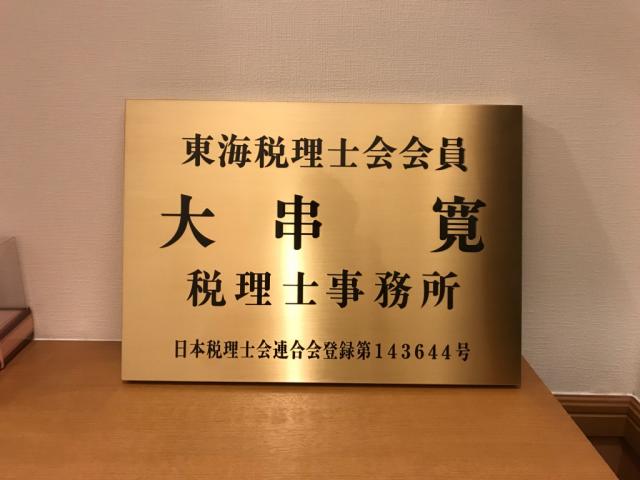 東海税理士会会員
大串 寛
税理士事務所
日本税理士会連合会登録第143644号